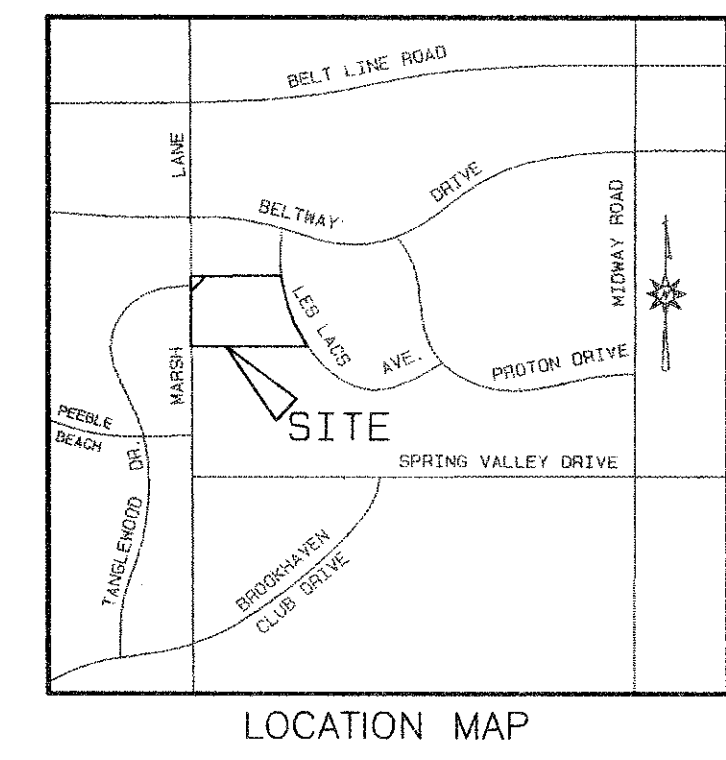 BELT LINE ROAD
LANE
BELTWAY
DRIVE
MIDWAY ROAD
LES LACS
AVE.
PROTON DRIVE
MARSH
PEEBLE
BEACH
DR.
SITE
SPRING VALLEY DRIVE
TANGLEWOOD
BROOKHAVEN
CLUB DRIVE
LOCATION MAP